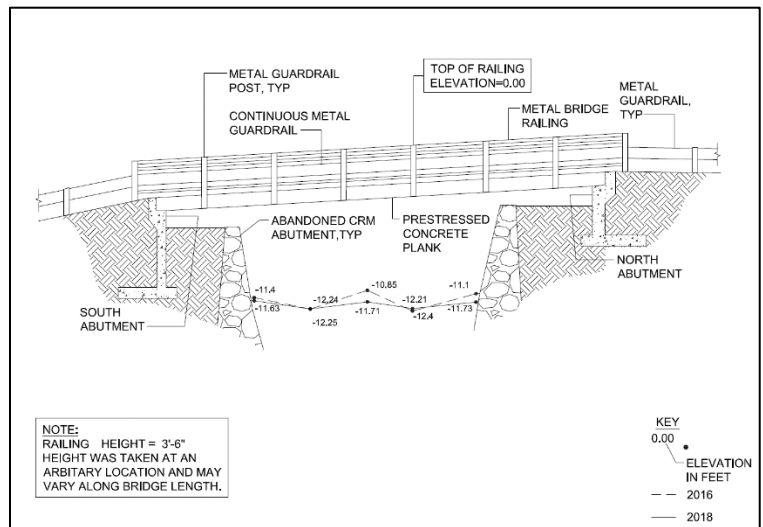 METAL GUARDRAIL
POST, TYP
CONTINUOUS METAL
GUARDRAIL
TOP OF RAILING
ELEVATION=0.00
METAL BRIDGE
RAILING
METAL
GUARDRAIL,
TYP
ABANDONED CRM
ABUTMENT,TYP
PRESTRESSED
CONCRETE
PLANK
NORTH
ABUTMENT
SOUTH
ABUTMENT
-11.4
-11.63
-12.24
-12.25
-10.85
-11.71
-12.21
-12.4
-11.1
-11.73
NOTE:
RAILING HEIGHT = 3'-6"
HEIGHT WAS TAKEN AT AN
ARBITARY LOCATION AND MAY
VARY ALONG BRIDGE LENGTH.
KEY
0.00
ELEVATION
IN FEET
2016
2018